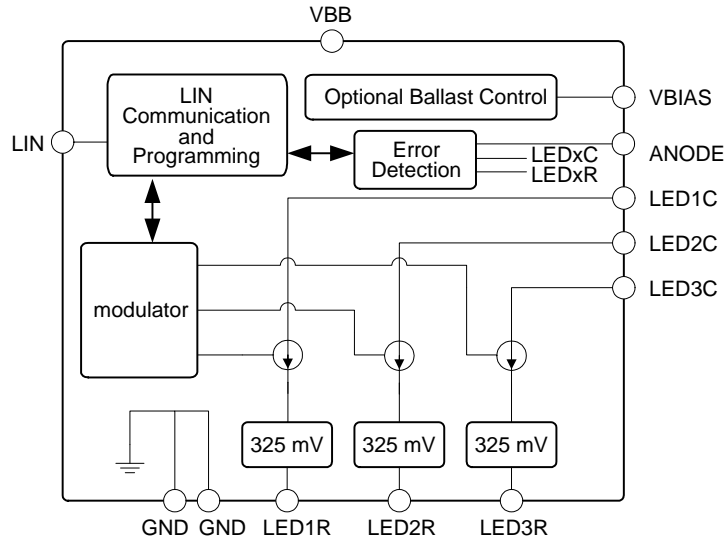 VBB
LIN
Communication
and
Programming
Optional Ballast Control
VBIAS
LIN
Error
Detection
LEDxC
LEDxR
ANODE
LED1C
LED2C
LED3C
modulator
325 mV
325 mV
325 mV
GND
GND
LED1R
LED2R
LED3R